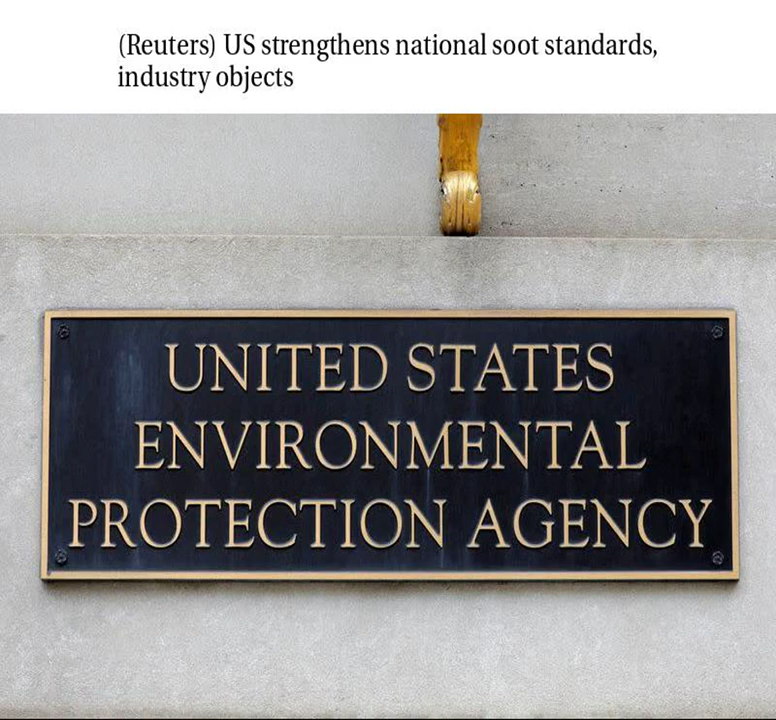 (Reuters) US strengthens national soot standards,
industry objects
UNITED STATES
ENVIRONMENTAL
PROTECTION AGENCY